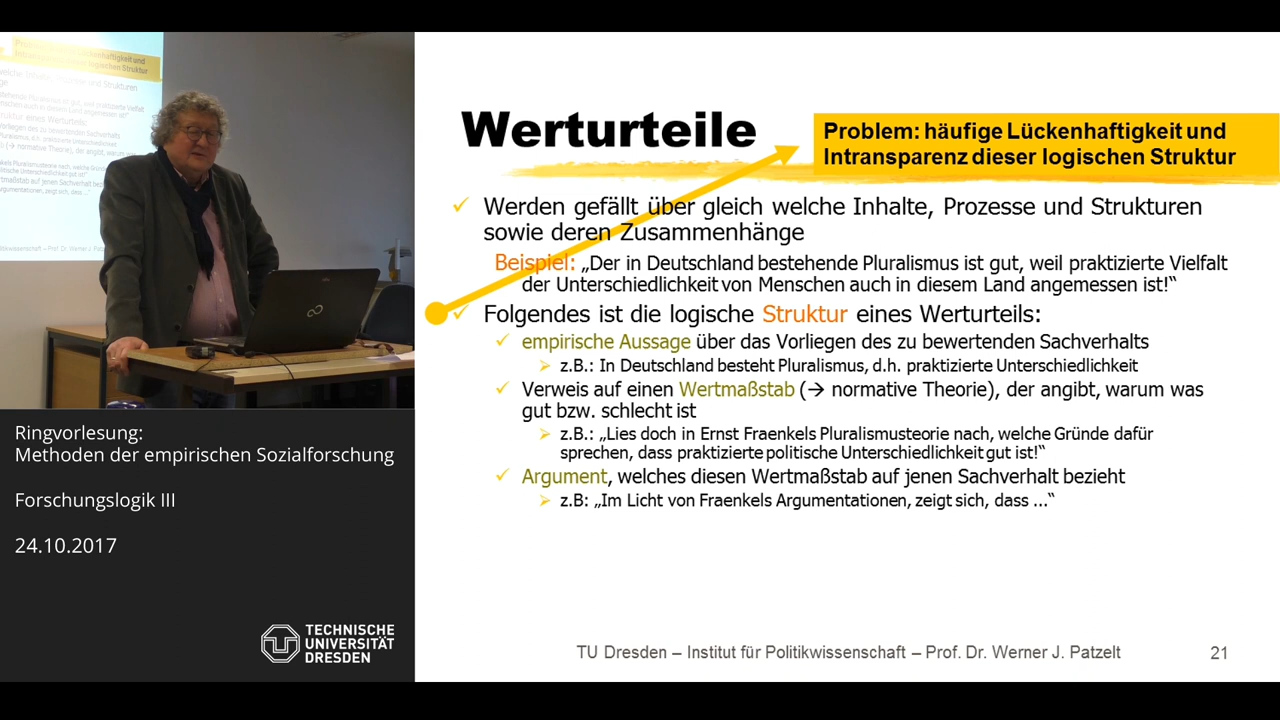 Werturteile
Problem: häufige Lückenhaftigkeit und
Intransparenz dieser logischen Struktur
Werden gefällt über gleich welche Inhalte, Prozesse und Strukturen
sowie deren Zusammenhänge
Beispiel: „Der in Deutschland bestehende Pluralismus ist gut, weil praktizierte Vielfalt
der Unterschiedlichkeit von Menschen auch in diesem Land angemessen ist!“
Folgendes ist die logische Struktur eines Werturteils:
empirische Aussage über das Vorliegen des zu bewertenden Sachverhalts
z.B.: In Deutschland besteht Pluralismus, d.h. praktizierte Unterschiedlichkeit
Verweis auf einen Wertmaßstab (→ normative Theorie), der angibt, warum was
gut bzw. schlecht ist
z.B.: „Lies doch in Ernst Fraenkels Pluralismusteorie nach, welche Gründe dafür
sprechen, dass praktizierte politische Unterschiedlichkeit gut ist!“
Argument, welches diesen Wertmaßstab auf jenen Sachverhalt bezieht
z.B: „Im Licht von Fraenkels Argumentationen, zeigt sich, dass ...“
TU Dresden – Institut für Politikwissenschaft – Prof. Dr. Werner J. Patzelt
21
Ringvorlesung:
Methoden der empirischen Sozialforschung
Forschungslogik III
24.10.2017
TECHNISCHE
UNIVERSITÄT
DRESDEN